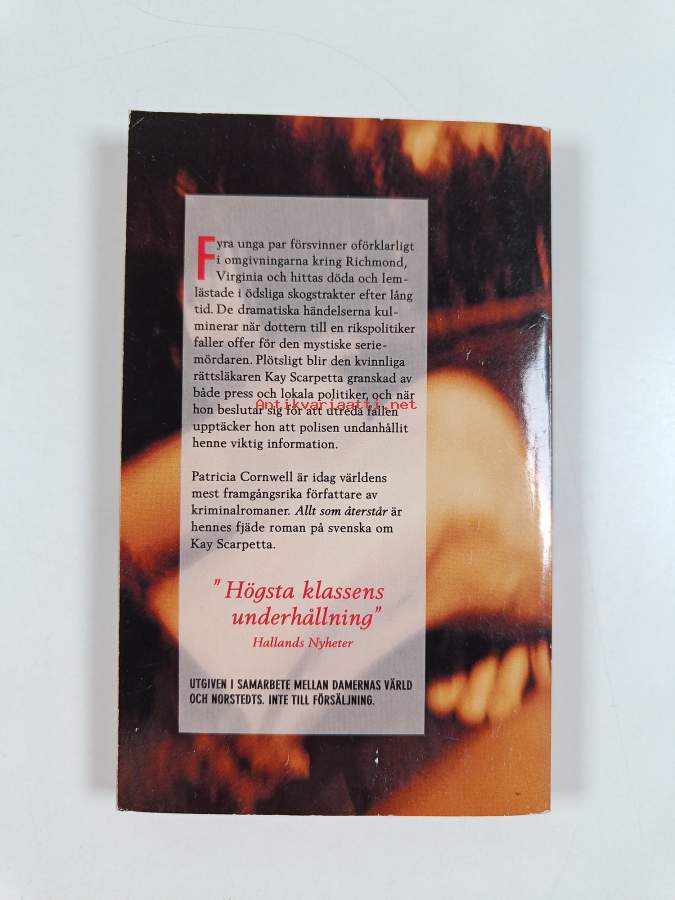 Fyra unga par försvinner oförklarligt
i omgivningarna kring Richmond,
Virginia och hittas döda och lem-
lästade i ödsliga skogstrakter efter lång
tid. De dramatiska händelserna kul-
minerar när dottern till en rikspolitiker
faller offer för den mystiske serie-
mördaren. Plötsligt blir den kvinnliga
rättsläkaren Kay Scarpetta granskad av
både press och lokala politiker, och när
Antikvariaatti.net
hon beslutar sig för att utreda fallen
upptäcker hon att polisen undanhållit
henne viktig information.
Patricia Cornwell är idag världens
mest framgångsrika författare av
kriminalromaner. Allt som återstår är
hennes fjäde roman på svenska om
Kay Scarpetta.
"Högsta klassens
underhållning"
Hallands Nyheter
UTGIVEN I SAMARBETE MELLAN DAMERNAS VÄRLD
OCH NORSTEDTS. INTE TILL FÖRSÄLJNING.